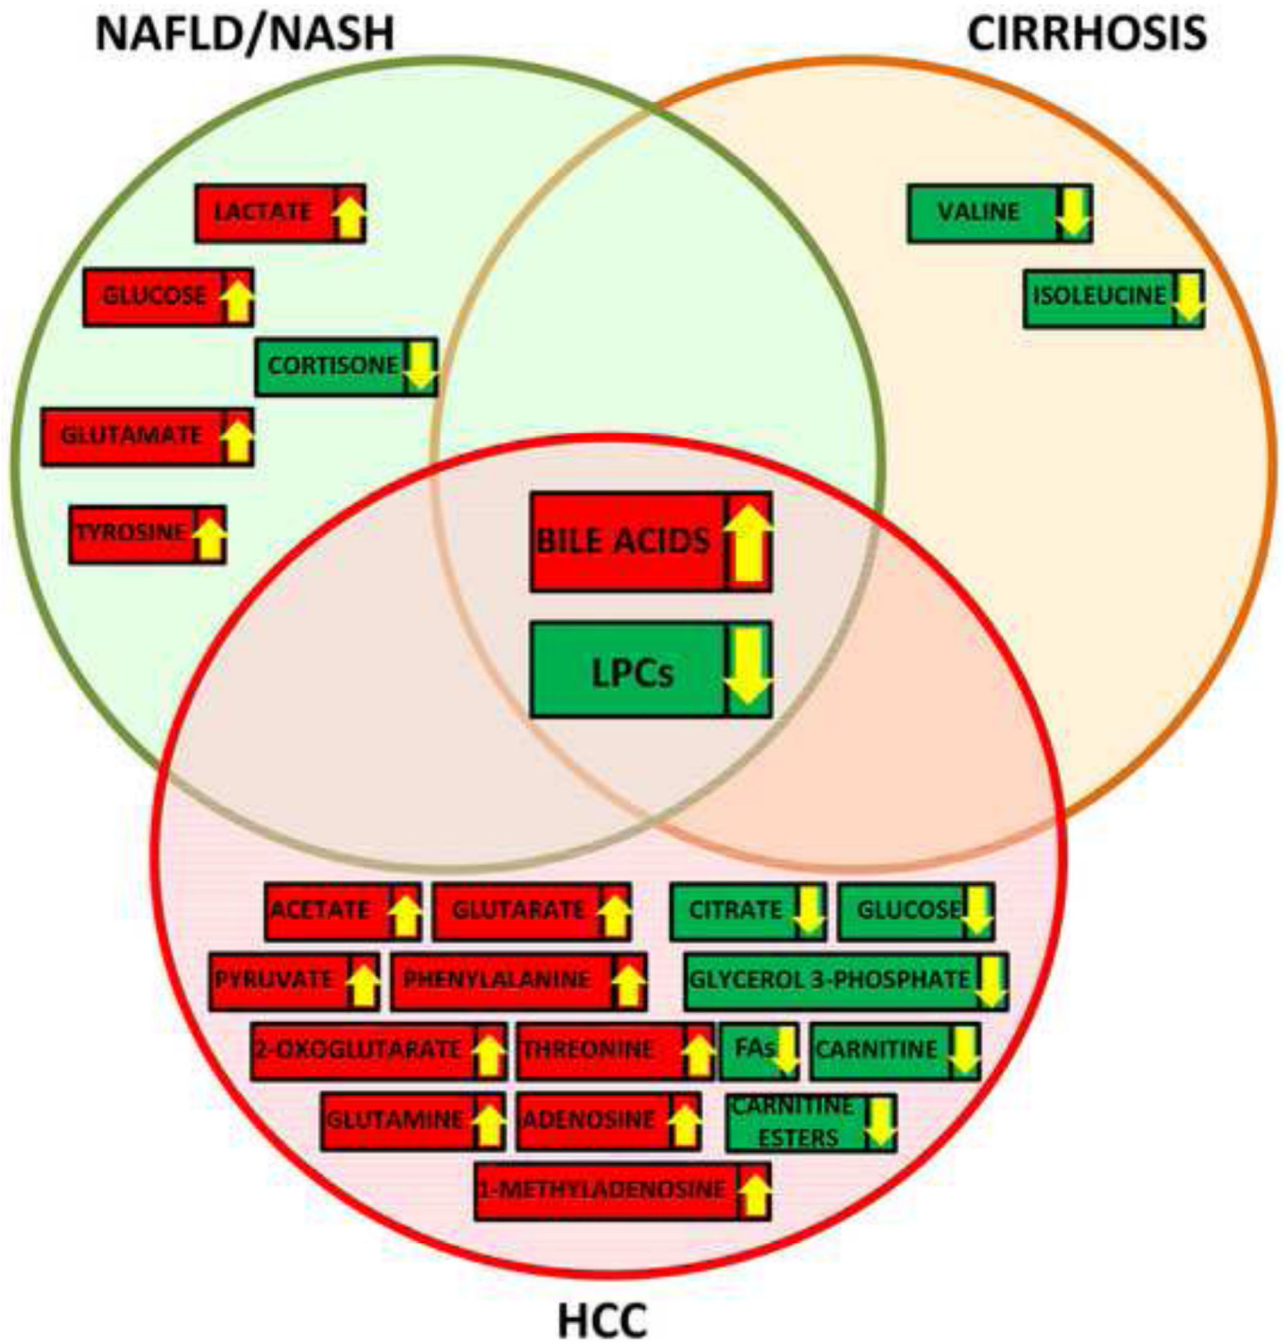 NAFLD/NASH
CIRRHOSIS
LACTATE
VALINE
GLUCOSE
ISOLEUCINE
CORTISONE
GLUTAMATE
TYROSINE
BILE ACIDS
LPCs
ACETATE
GLUTARATE
CITRATE
GLUCOSE
PYRUVATE
PHENYLALANINE
GLYCEROL 3-PHOSPHATE
2-OXOGLUTARATE
THREONINE
FAs
CARNITINE
GLUTAMINE
ADENOSINE
CARNITINE
ESTERS
1-METHYLADENOSINE
HCC